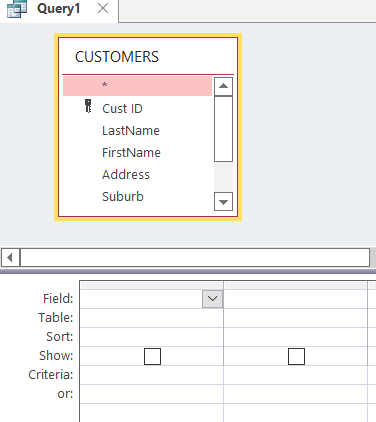 Query1
CUSTOMERS
*
Cust ID
LastName
FirstName
Address
Suburb
Field:
Table:
Sort:
Show:
Criteria:
or: